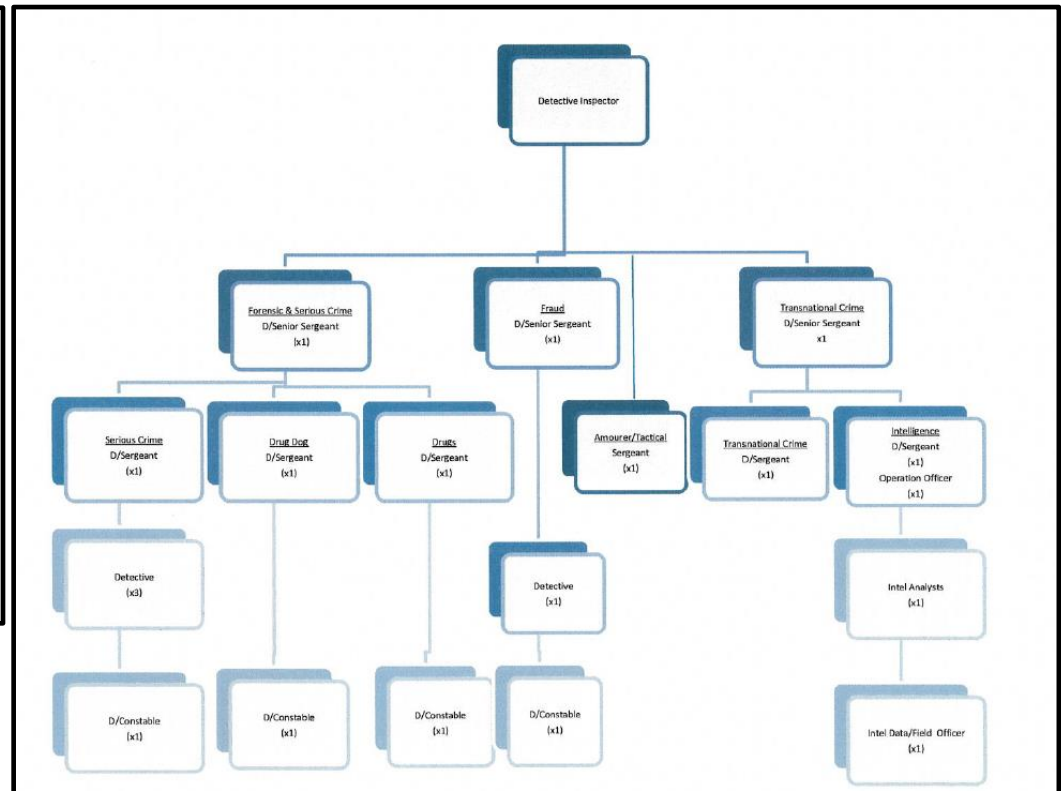 Detective Inspector
Forensic & Serious Crime
D/Senior Sergeant
(x1)
Fraud
D/Senior Sergeant
(x1)
Transnational Crime
D/Senior Sergeant
x1
Serious Crime
D/Sergeant
(x1)
Drug Dog
D/Sergeant
(x1)
Drugs
D/Sergeant
(x1)
Amourer/Tactical
Sergeant
(x1)
Transnational Crime
D/Sergeant
(x1)
Intelligence
D/Sergeant
(x1)
Operation Officer
(x1)
Detective
(x3)
Detective
(x1)
Intel Analysts
(x1)
D/Constable
(x1)
D/Constable
(x1)
D/Constable
(x1)
D/Constable
(x1)
Intel Data/Field Officer
(x1)